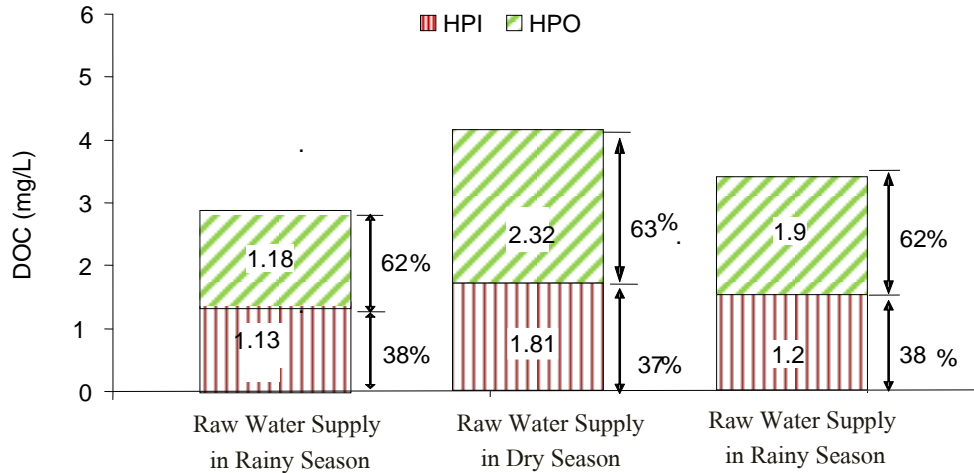 6
HPI HPO
5
4
3
2
1
0
DOC (mg/L)
1.18
62%
1.13
38%
2.32
63%
1.81
37%
1.9
62%
1.2
38 %
Raw Water Supply
in Rainy Season
Raw Water Supply
in Dry Season
Raw Water Supply
in Rainy Season